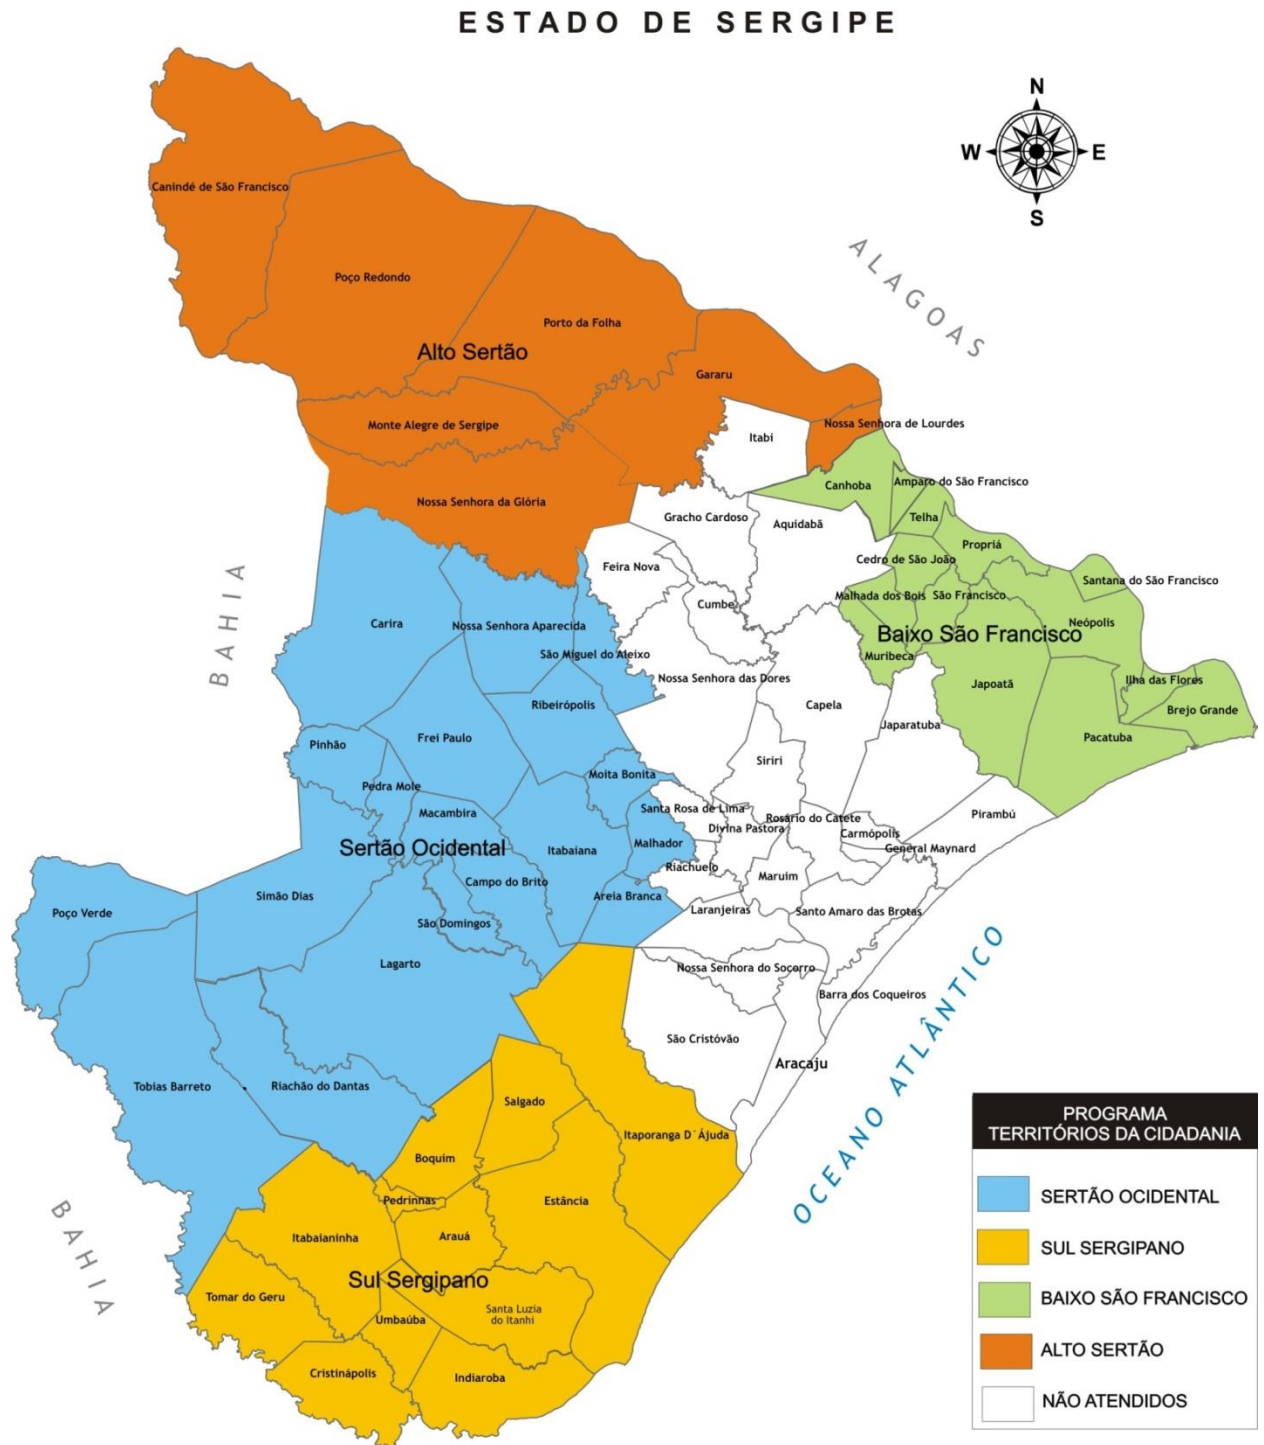 ESTADO DE SERGIPE
N
W
E
S
ALAGOAS
Canindé de São Francisco
Poço Redondo
Porto da Folha
Alto Sertão
Gararu
Monte Alegre de Sergipe
Nossa Senhora de Lourdes
Itabi
Nossa Senhora da Glória
Canhoba
Amparo do São Francisco
Gracho Cardoso
Aquidabã
Telha
Propriá
Cedro de São João
Feira Nova
Santana do São Francisco
Malhada dos Bois
São Francisco
Cumbe
BAHIA
Carira
Nossa Senhora Aparecida
Neópolis
Baixo São Francisco
São Miguel do Aleixo
Muribeca
Nossa Senhora das Dores
Japoatã
Ilha das Flores
Ribeirópolis
Capela
Brejo Grande
Japaratuba
Frei Paulo
Pacatuba
Pinhão
Siriri
Moita Bonita
Pedra Mole
Santa Rosa de Lima
Macambira
Pirambú
Rosário do Catete
Divina Pastora
Carmópolis
Sertão Ocidental
Itabaiana
Malhador
General Maynard
Riachuelo
Maruim
Campo do Brito
Simão Dias
Areia Branca
Poço Verde
Laranjeiras
Santo Amaro das Brotas
São Domingos
Lagarto
Nossa Senhora do Socorro
Barra dos Coqueiros
São Cristóvão
Aracaju
OCEANO ATLÂNTICO
Tobias Barreto
Riachão do Dantas
Salgado
Itaporanga D´Ájuda
Boquim
Pedrinhas
Estância
BAHIA
Itabaianinha
Arauá
Sul Sergipano
Tomar do Geru
Santa Luzia
do Itanhi
Umbaúba
Cristinápolis
Indiaroba
PROGRAMA
TERRITÓRIOS DA CIDADANIA
SERTÃO OCIDENTAL
SUL SERGIPANO
BAIXO SÃO FRANCISCO
ALTO SERTÃO
NÃO ATENDIDOS